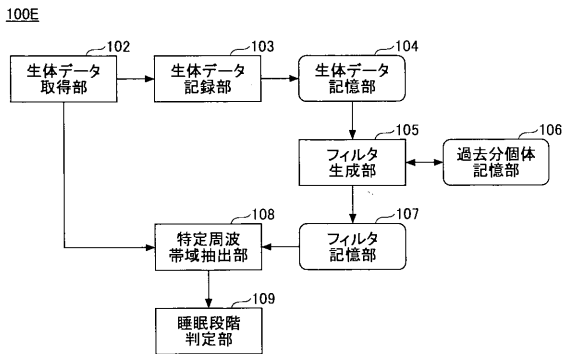 100E
102
生体データ
取得部
103
生体データ
記録部
104
生体データ
記憶部
105
フィルタ
生成部
106
過去分個体
記憶部
108
特定周波
帯域抽出部
107
フィルタ
記憶部
109
睡眠段階
判定部